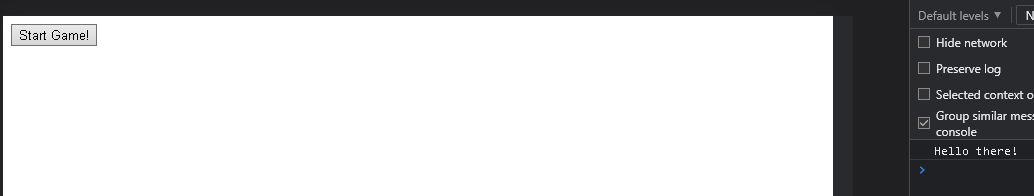 Start Game!
Default levels ▼
Hide network
Preserve log
Selected context o
Group similar mess
console
Hello there!